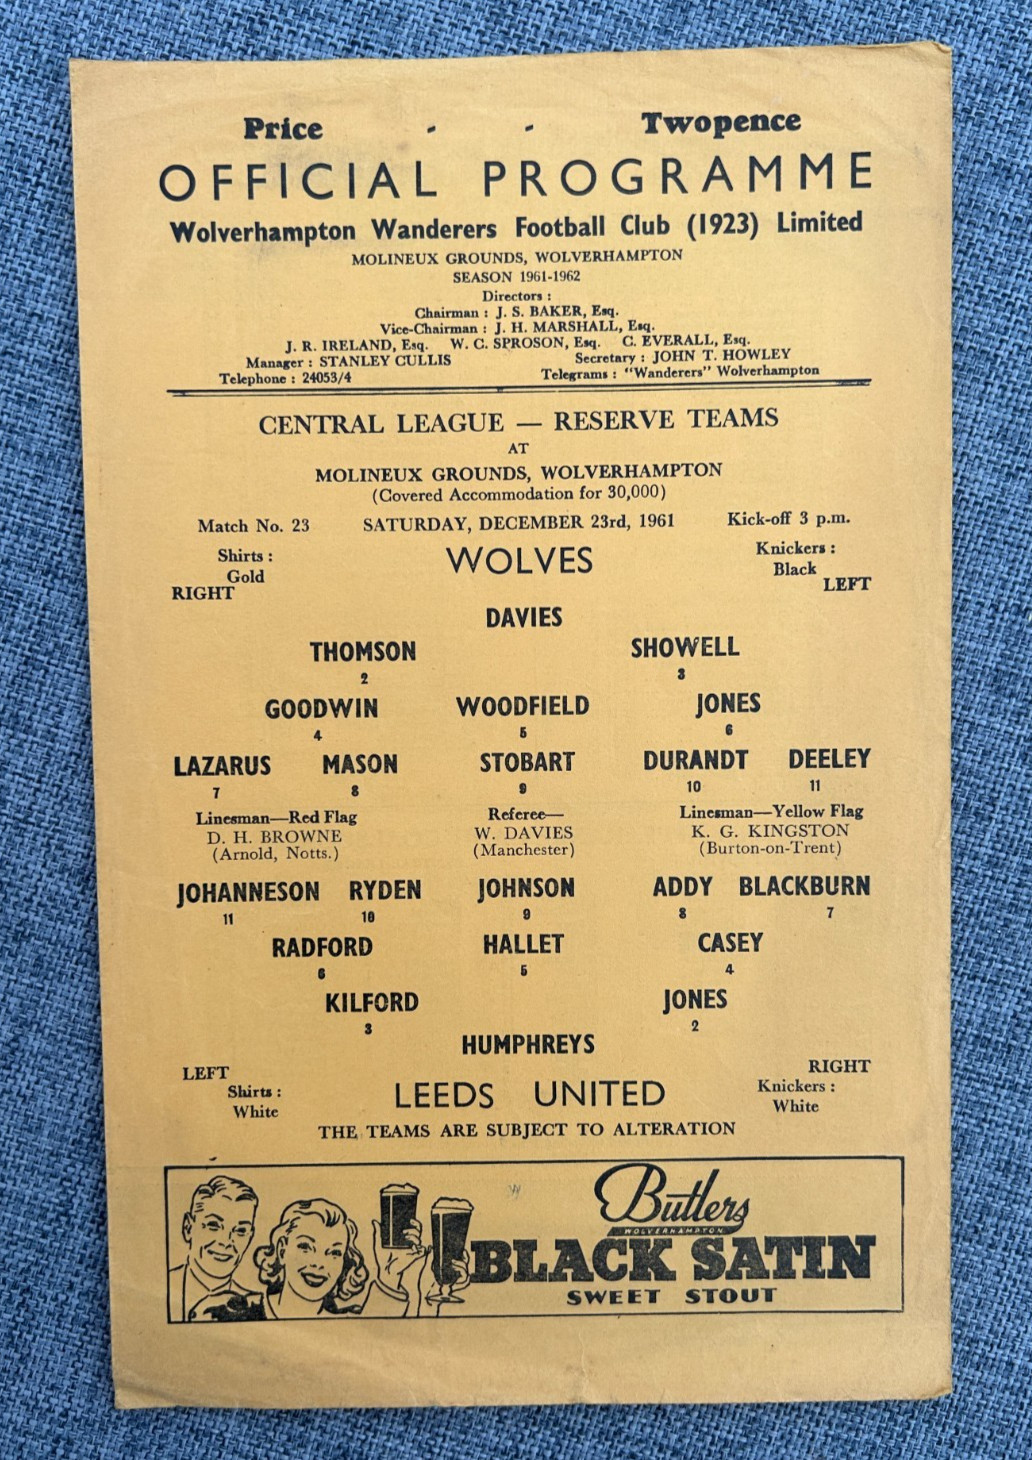 Price - - Twopence
OFFICIAL PROGRAMME
Wolverhampton Wanderers Football Club (1923) Limited
MOLINEUX GROUNDS, WOLVERHAMPTON
SEASON 1961-1962
Directors :
Chairman : J. S. BAKER, Esq.
Vice-Chairman : J. H. MARSHALL, Esq.
J. R. IRELAND, Esq. W. C. SPROSON, Esq. C. EVERALL, Esq.
Manager : STANLEY CULLIS Secretary : JOHN T. HOWLEY
Telephone : 24053/4 Telegrams : "Wanderers" Wolverhampton
CENTRAL LEAGUE — RESERVE TEAMS
AT
MOLINEUX GROUNDS, WOLVERHAMPTON
(Covered Accommodation for 30,000)
Match No. 23 SATURDAY, DECEMBER 23rd, 1961 Kick-off 3 p.m.
Shirts : WOLVES Knickers :
Gold Black
RIGHT LEFT
DAVIES
THOMSON SHOWELL
2 3
GOODWIN WOODFIELD JONES
4 5 6
LAZARUS MASON STOBART DURANDT DEELEY
7 8 9 10 11
Linesman—Red Flag Referee— Linesman—Yellow Flag
D. H. BROWNE W. DAVIES K. G. KINGSTON
(Arnold, Notts.) (Manchester) (Burton-on-Trent)
JOHANNESON RYDEN JOHNSON ADDY BLACKBURN
11 10 9 8 7
RADFORD HALLET CASEY
6 5 4
KILFORD JONES
3 2
HUMPHREYS
LEFT RIGHT
Shirts : LEEDS UNITED Knickers :
White White
THE TEAMS ARE SUBJECT TO ALTERATION
Butlers
WOLVERHAMPTON
BLACK SATIN
SWEET STOUT